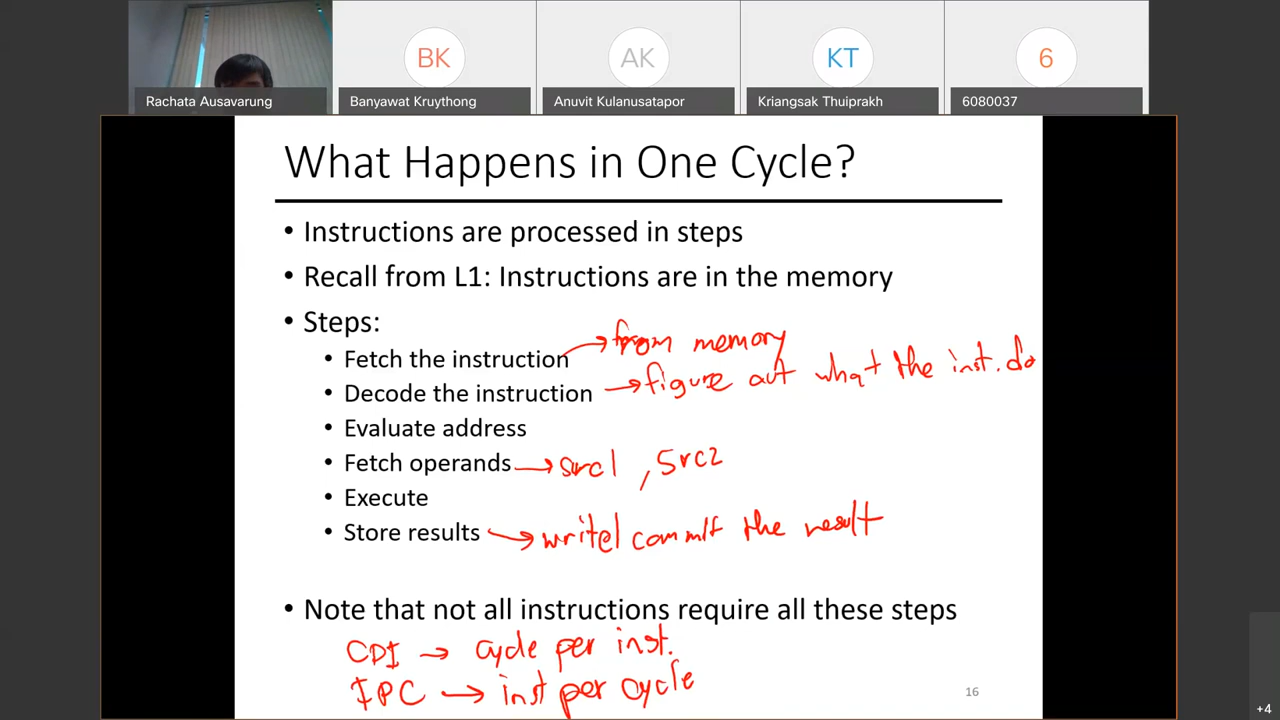 BK
AK
KT
6
Rachata Ausavarung
Banyawat Kruythong
Anuvit Kulanusatapor
Kriangsak Thuiprakh
6080037
What Happens in One Cycle?
• Instructions are processed in steps
• Recall from L1: Instructions are in the memory
• Steps:
• Fetch the instruction → from memory
• Decode the instruction → figure out what the inst. do
• Evaluate address
• Fetch operands → src1, src2
• Execute
• Store results → write/commit the result
• Note that not all instructions require all these steps
CPI → cycle per inst.
IPC → inst per cycle
16
+4